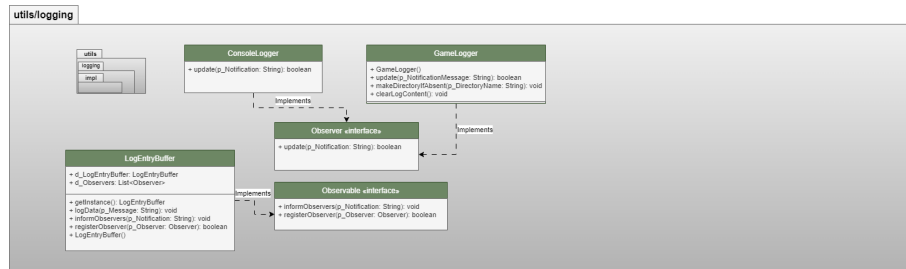 utils/logging
utils
logging
impl
ConsoleLogger
+ update(p_Notification: String): boolean
GameLogger
+ GameLogger()
+ update(p_NotificationMessage: String): boolean
+ makeDirectoryIfAbsent(p_DirectoryName: String): void
+ clearLogContent(): void
Implements
Implements
Observer «interface»
+ update(p_Notification: String): boolean
LogEntryBuffer
+ d_LogEntryBuffer: LogEntryBuffer
+ d_Observers: List<Observer>
+ getInstance(): LogEntryBuffer
+ logData(p_Message: String): void
+ informObservers(p_Notification: String): void
+ registerObserver(p_Observer: Observer): boolean
+ LogEntryBuffer()
Implements
Observable «interface»
+ informObservers(p_Notification: String): void
+ registerObserver(p_Observer: Observer): boolean